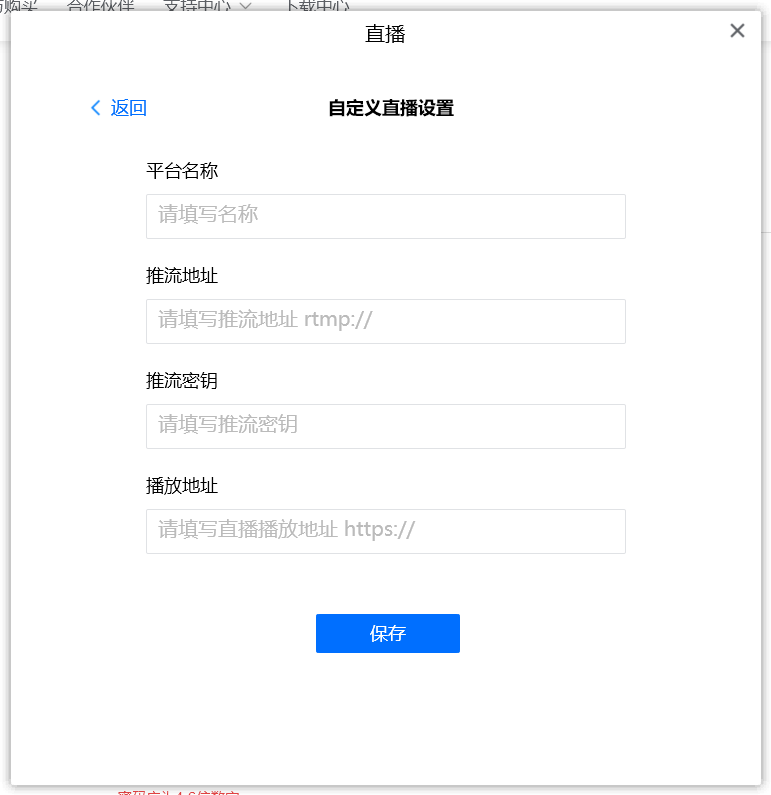 合作伙伴 支持中心 下载中心
直播
返回 自定义直播设置
平台名称
请填写名称
推流地址
请填写推流地址 rtmp://
推流密钥
请填写推流密钥
播放地址
请填写直播播放地址 https://
保存